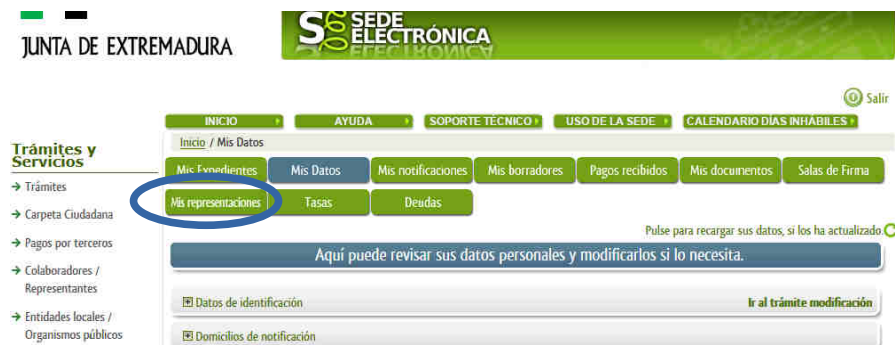 JUNTA DE EXTREMADURA
SEDE
ELECTRÓNICA
Salir
INICIO
AYUDA
SOPORTE TÉCNICO
USO DE LA SEDE
CALENDARIO DÍAS INHÁBILES
Trámites y
Servicios
Trámites
Carpeta Ciudadana
Pagos por terceros
Colaboradores /
Representantes
Entidades locales /
Organismos públicos
Inicio / Mis Datos
Mis Expedientes
Mis Datos
Mis notificaciones
Mis borradores
Pagos recibidos
Mis documentos
Salas de Firma
Mis representaciones
Tasas
Deudas
Pulse para recargar sus datos, si los ha actualizado.
Aquí puede revisar sus datos personales y modificarlos si lo necesita.
Datos de identificación
Ir al trámite modificación
Domicilios de notificación